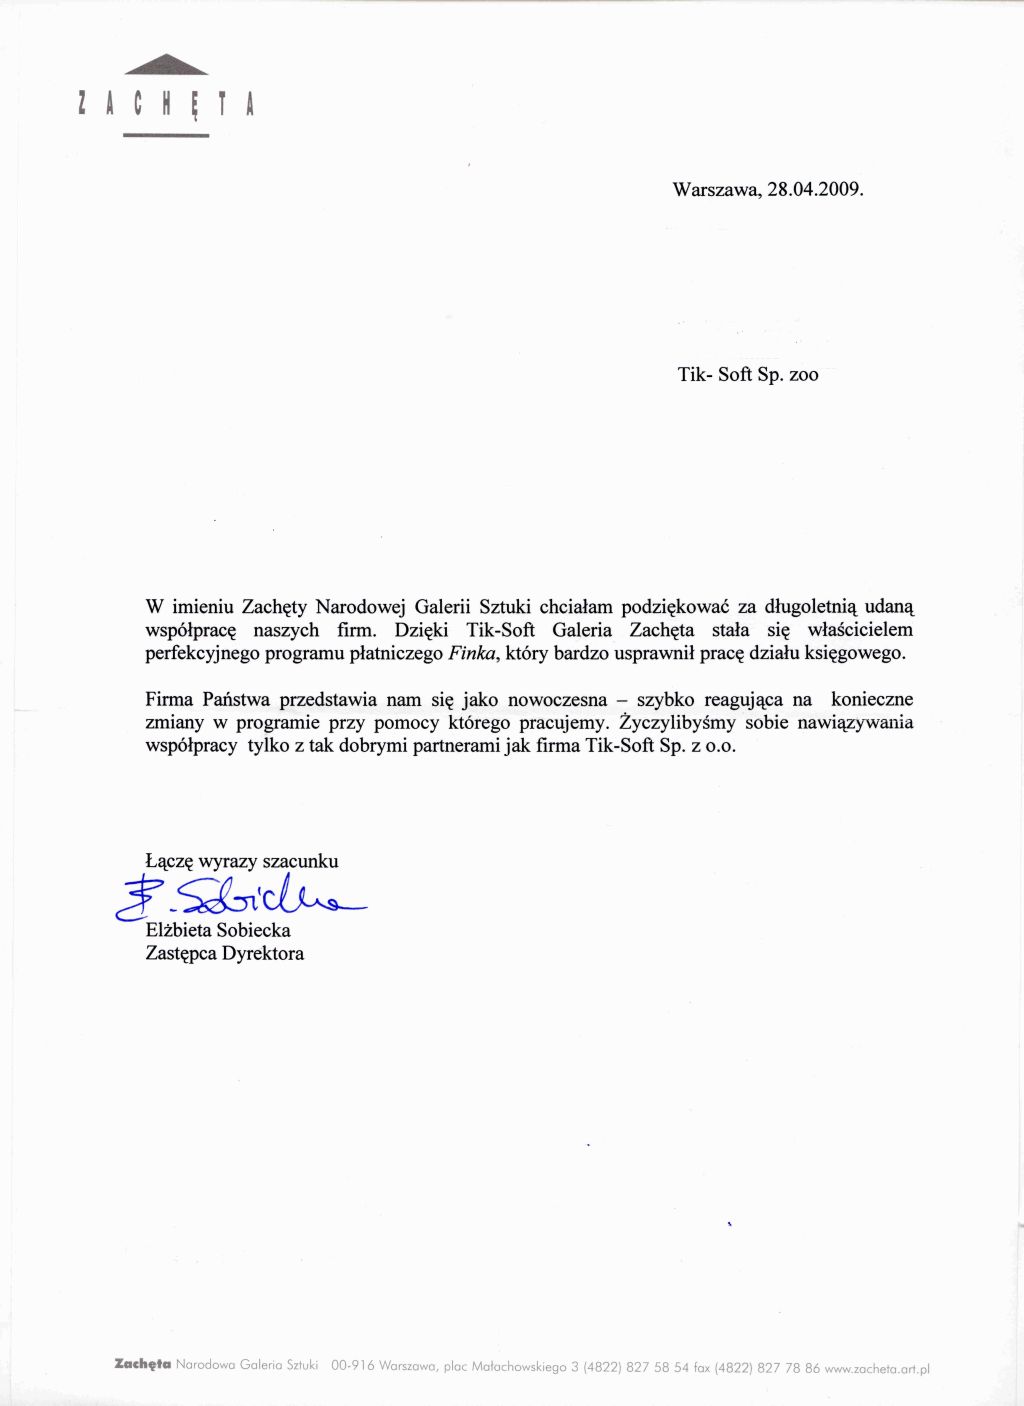 ZACHĘTA
Warszawa, 28.04.2009.
Tik- Soft Sp. zoo
W imieniu Zachęty Narodowej Galerii Sztuki chciałam podziękować za długoletnią udaną
współpracę naszych firm. Dzięki Tik-Soft Galeria Zachęta stała się właścicielem
perfekcyjnego programu płatniczego Finka, który bardzo usprawnił pracę działu księgowego.
Firma Państwa przedstawia nam się jako nowoczesna – szybko reagująca na konieczne
zmiany w programie przy pomocy którego pracujemy. Życzylibyśmy sobie nawiązywania
współpracy tylko z tak dobrymi partnerami jak firma Tik-Soft Sp. z o.o.
Łączę wyrazy szacunku
E. Sobiecka
Elżbieta Sobiecka
Zastępca Dyrektora
Zachęta Narodowa Galeria Sztuki 00-916 Warszawa, plac Małachowskiego 3 (4822) 827 58 54 fax (4822) 827 78 86 www.zacheta.art.pl